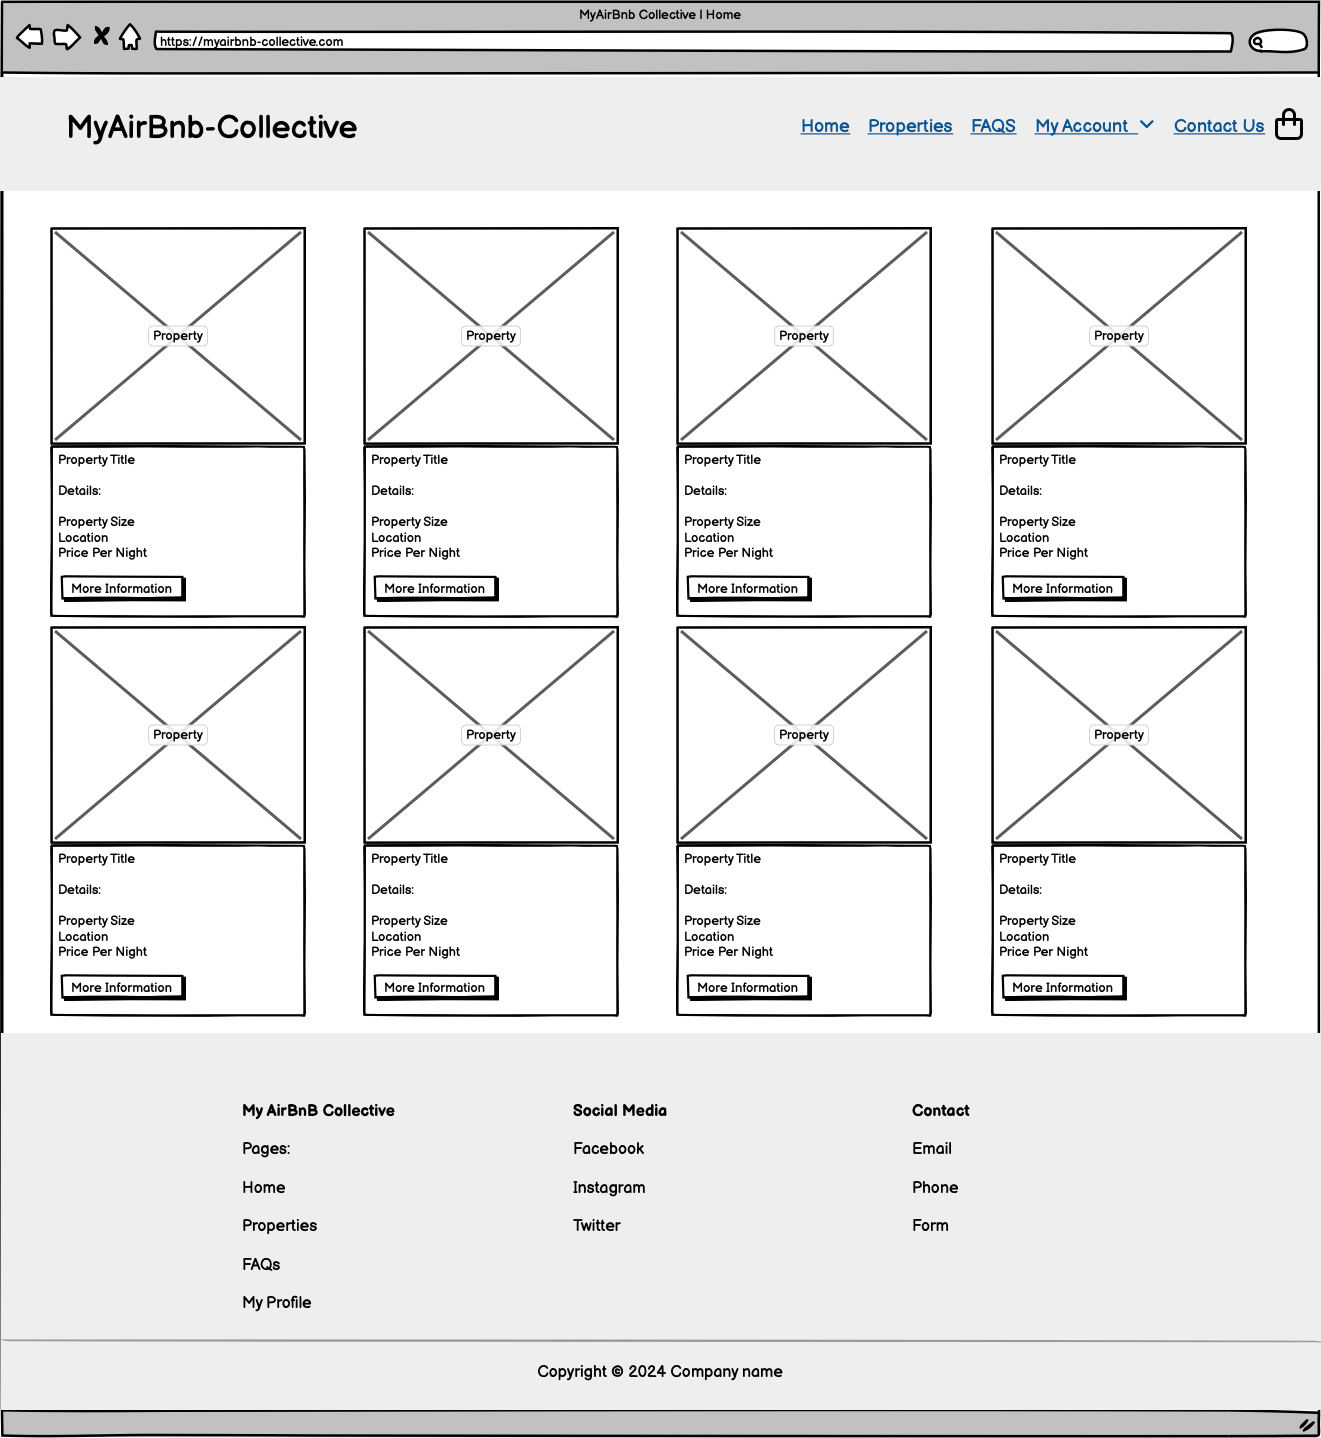 MyAirBnb Collective | Home
https://myairbnb-collective.com
MyAirBnb-Collective
Home Properties FAQS My Account Contact Us
Property Property Property Property
Property Title Property Title Property Title Property Title
Details: Details: Details: Details:
Property Size Property Size Property Size Property Size
Location Location Location Location
Price Per Night Price Per Night Price Per Night Price Per Night
More Information More Information More Information More Information
Property Property Property Property
Property Title Property Title Property Title Property Title
Details: Details: Details: Details:
Property Size Property Size Property Size Property Size
Location Location Location Location
Price Per Night Price Per Night Price Per Night Price Per Night
More Information More Information More Information More Information
My AirBnB Collective
Pages:
Home
Properties
FAQs
My Profile
Social Media
Facebook
Instagram
Twitter
Contact
Email
Phone
Form
Copyright © 2024 Company name